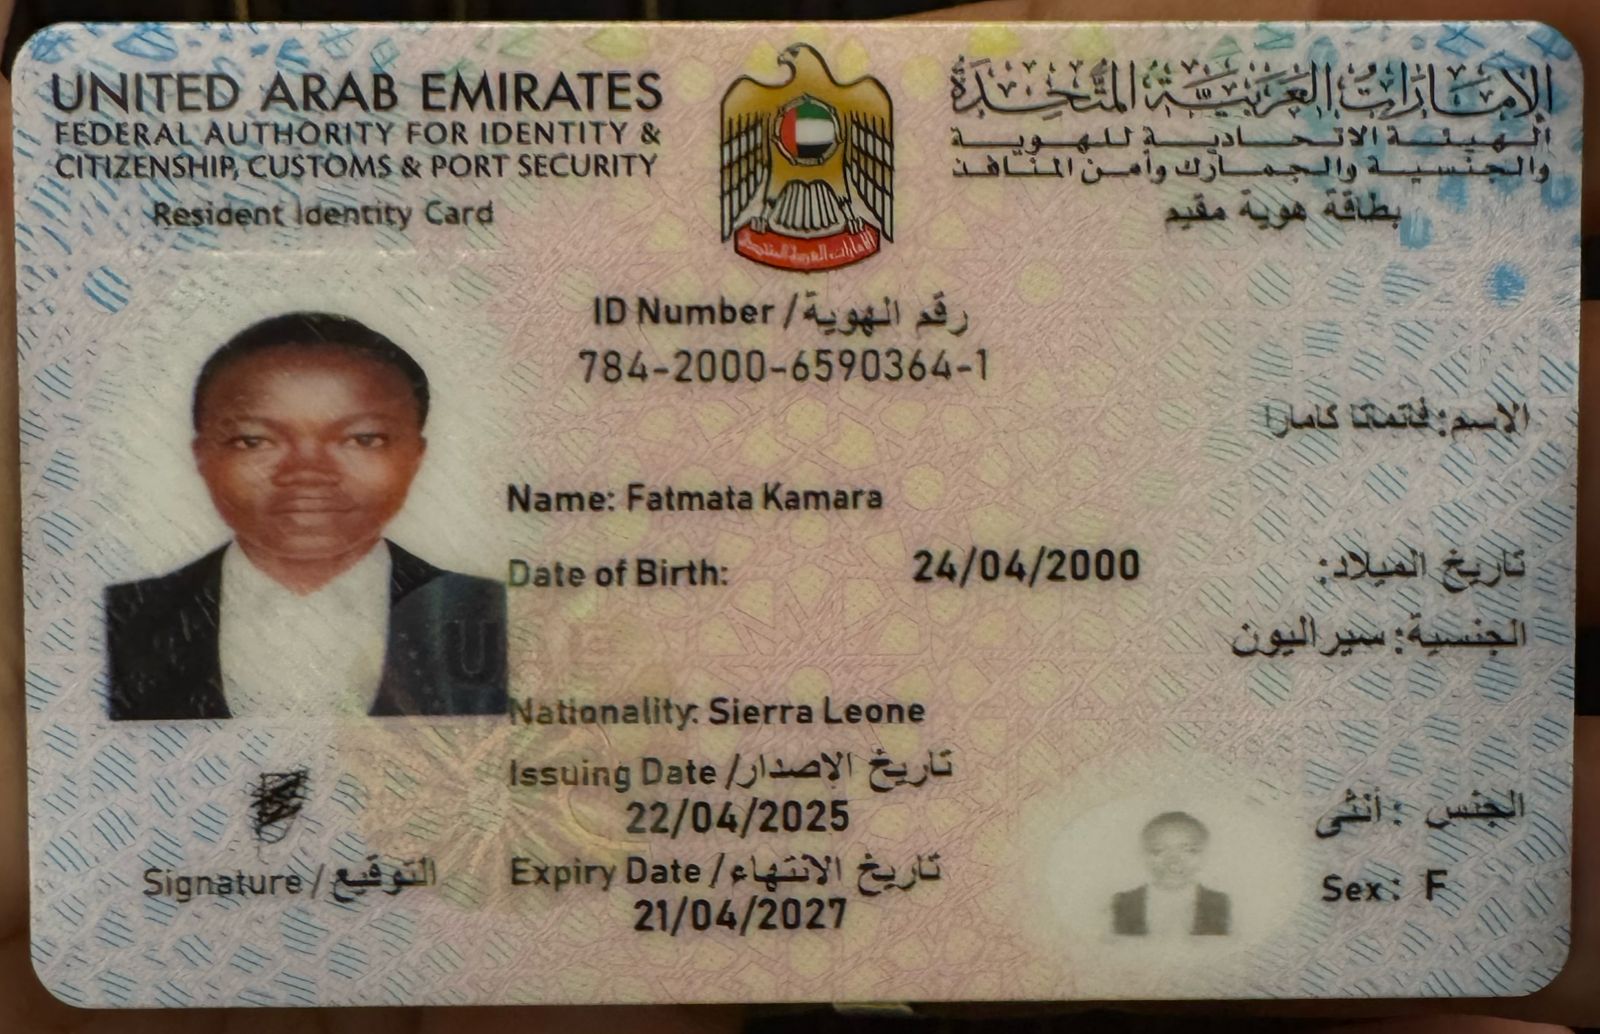 UNITED ARAB EMIRATES
FEDERAL AUTHORITY FOR IDENTITY &
CITIZENSHIP, CUSTOMS & PORT SECURITY
Resident Identity Card
الإمارات العربية المتحدة
الهيئة الاتحادية للهوية
والجنسية والجمارك وأمن المنافذ
بطاقة هوية مقيم
الإمارات العربية المتحدة
ID Number / رقم الهوية
784-2000-6590364-1
الاسم: فاتماتا كامارا
Name: Fatmata Kamara
Date of Birth: 24/04/2000 تاريخ الميلاد:
الجنسية: سيراليون
Nationality: Sierra Leone
Issuing Date / تاريخ الإصدار
22/04/2025
Expiry Date / تاريخ الانتهاء
21/04/2027
الجنس : أنثى
Sex : F
Signature / التوقيع
UAE